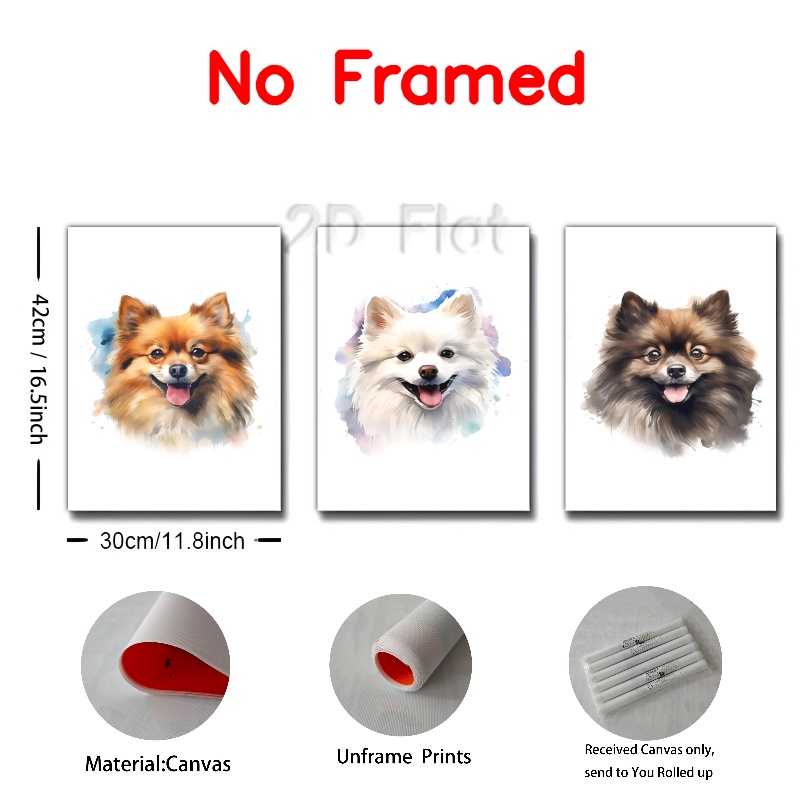 No Framed
2D Flat
42cm / 16.5inch
30cm/11.8inch
Material:Canvas
Unframe Prints
Received Canvas only,
send to You Rolled up